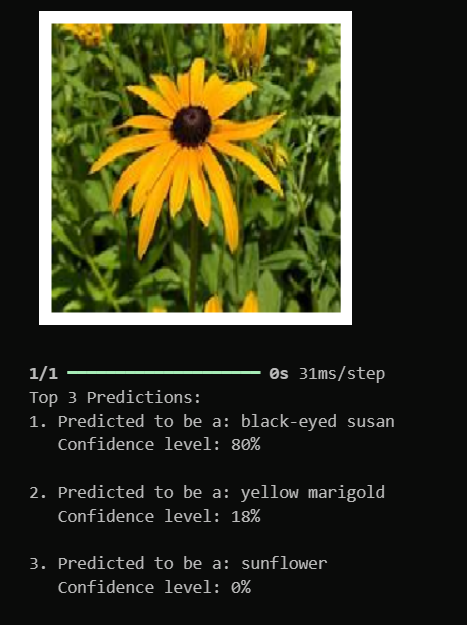 1/1 ━━━━━━━━━━━━━━━━━━━━ 0s 31ms/step
Top 3 Predictions:
1. Predicted to be a: black-eyed susan
Confidence level: 80%
2. Predicted to be a: yellow marigold
Confidence level: 18%
3. Predicted to be a: sunflower
Confidence level: 0%